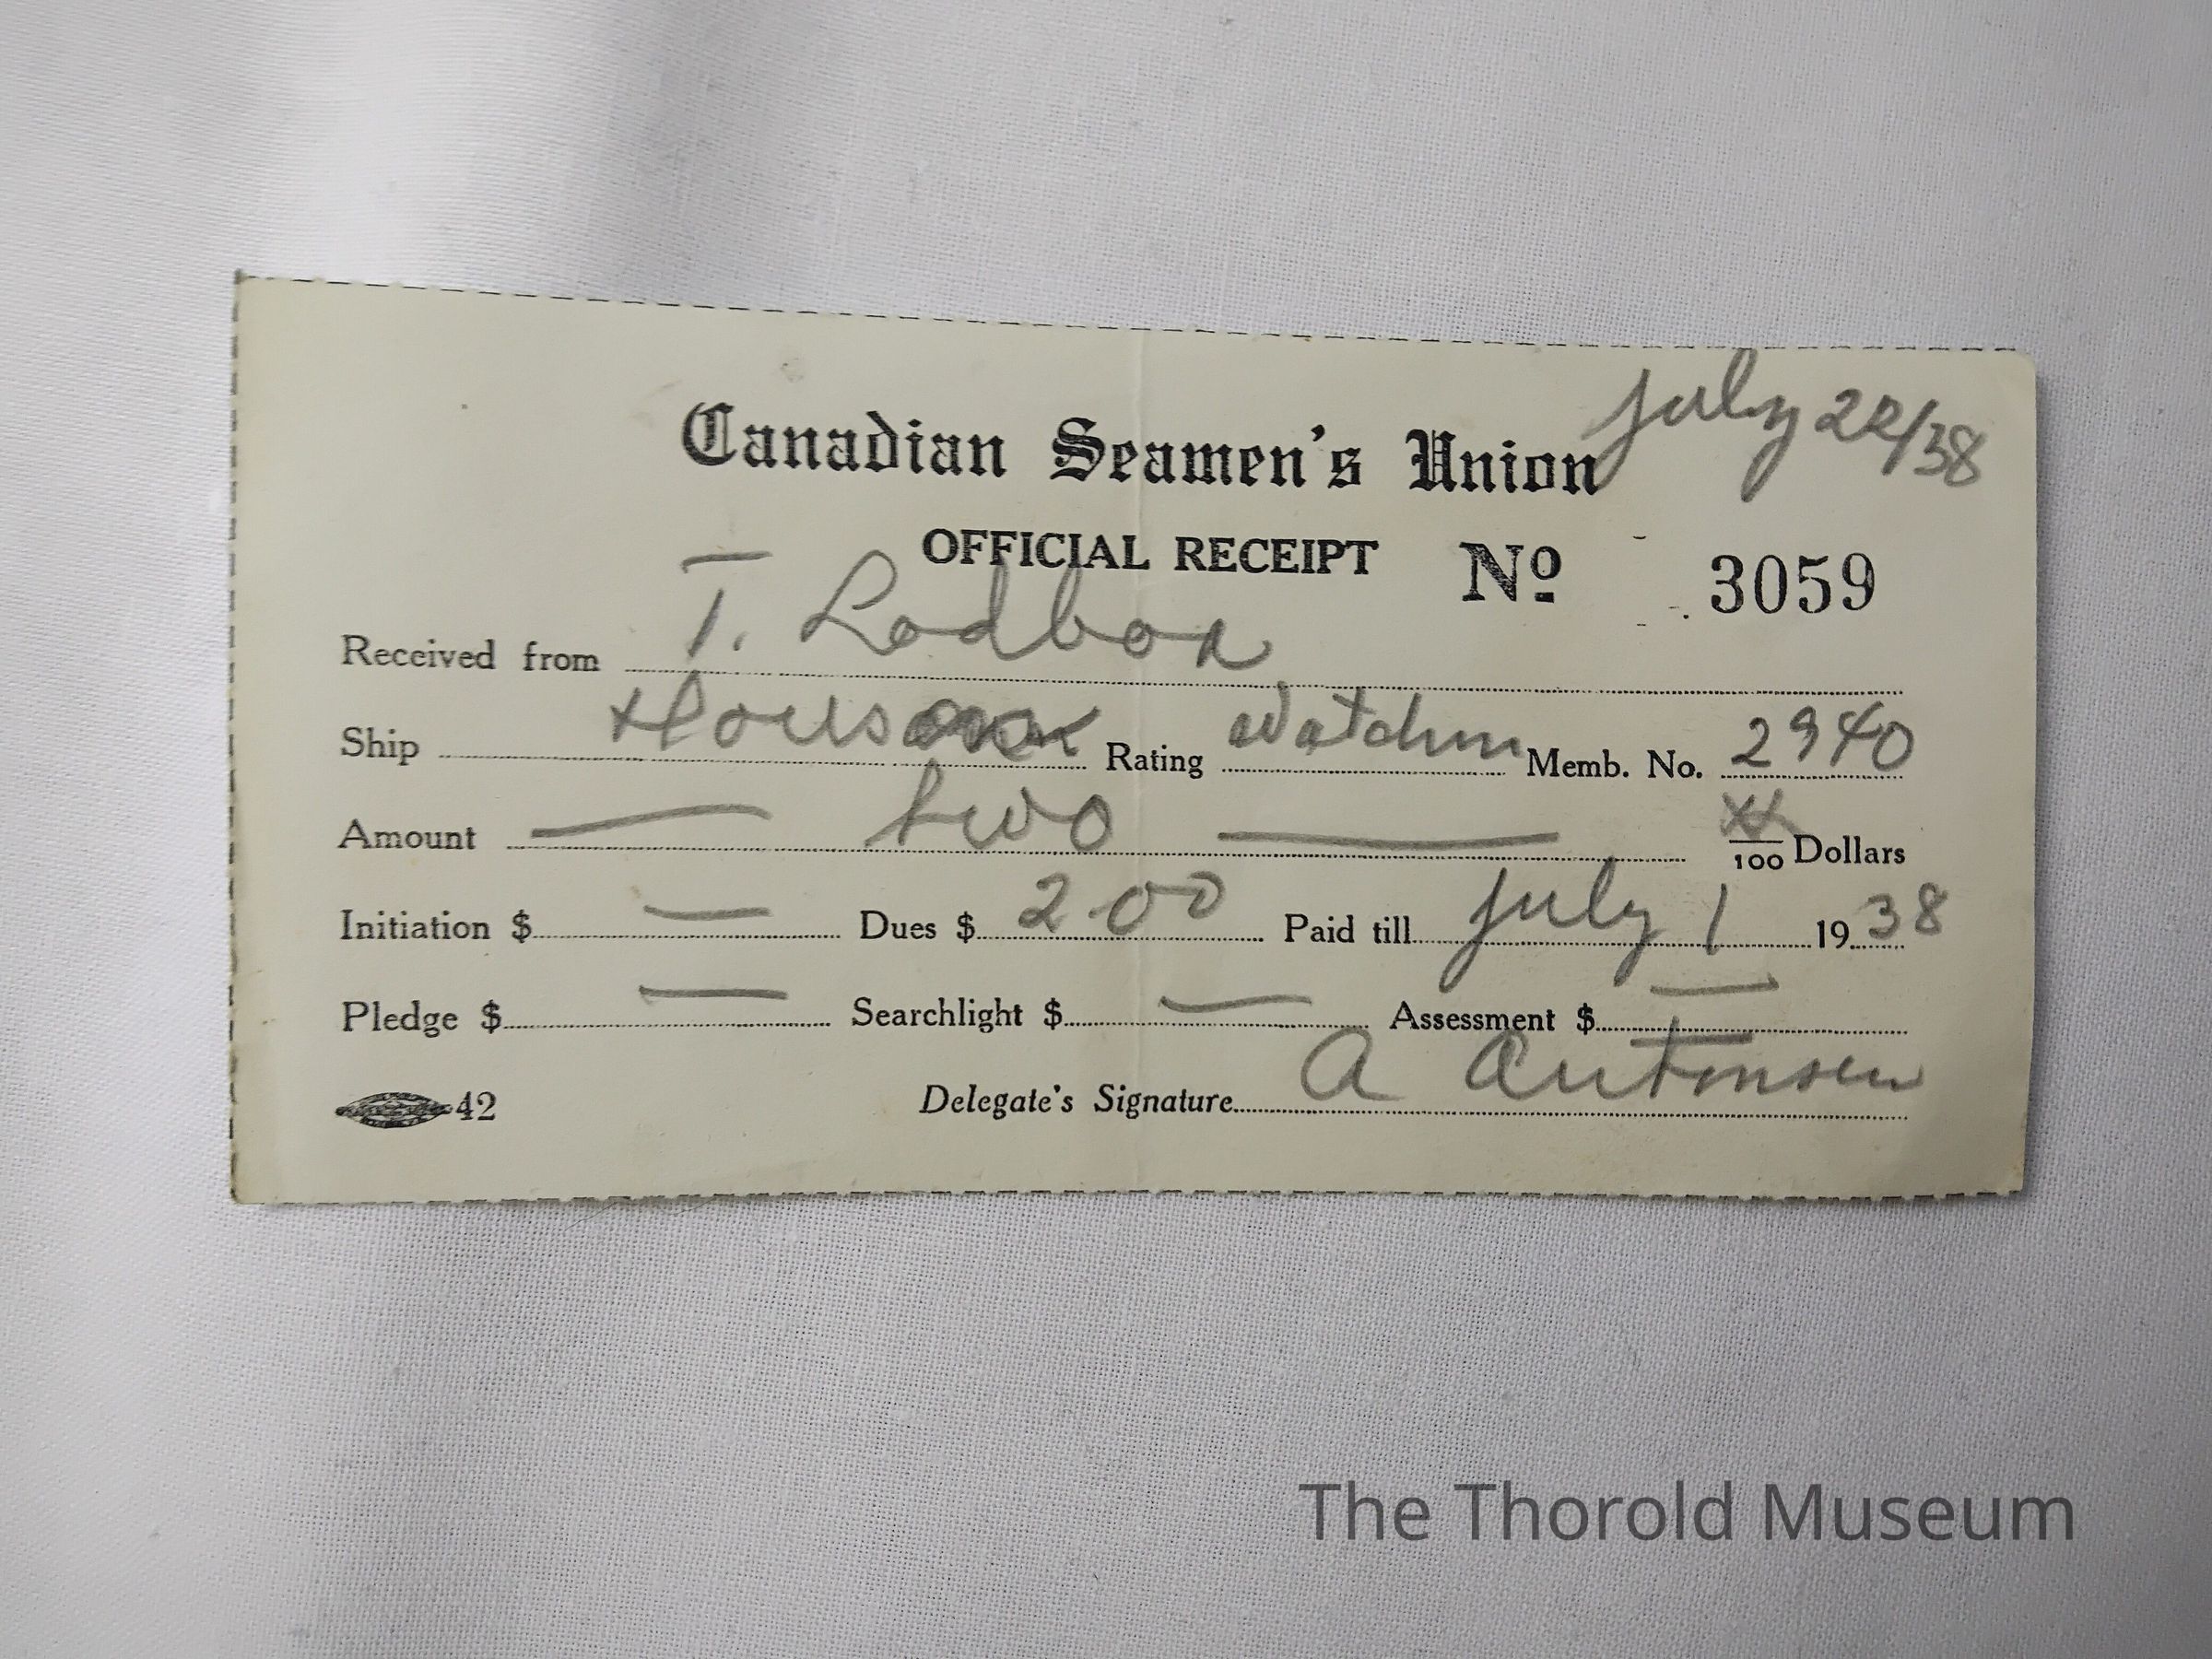 July 22/38
Canadian Seamen's Union
OFFICIAL RECEIPT Nº 3059
Received from T. Lodbon
Ship Rating Watchm Memb. No. 2940
Amount — two — xx/100 Dollars
Initiation $ — Dues $ 2.00 Paid till July 1 1938
Pledge $ — Searchlight $ — Assessment $ —
42 Delegate's Signature A Antonsen
The Thorold Museum